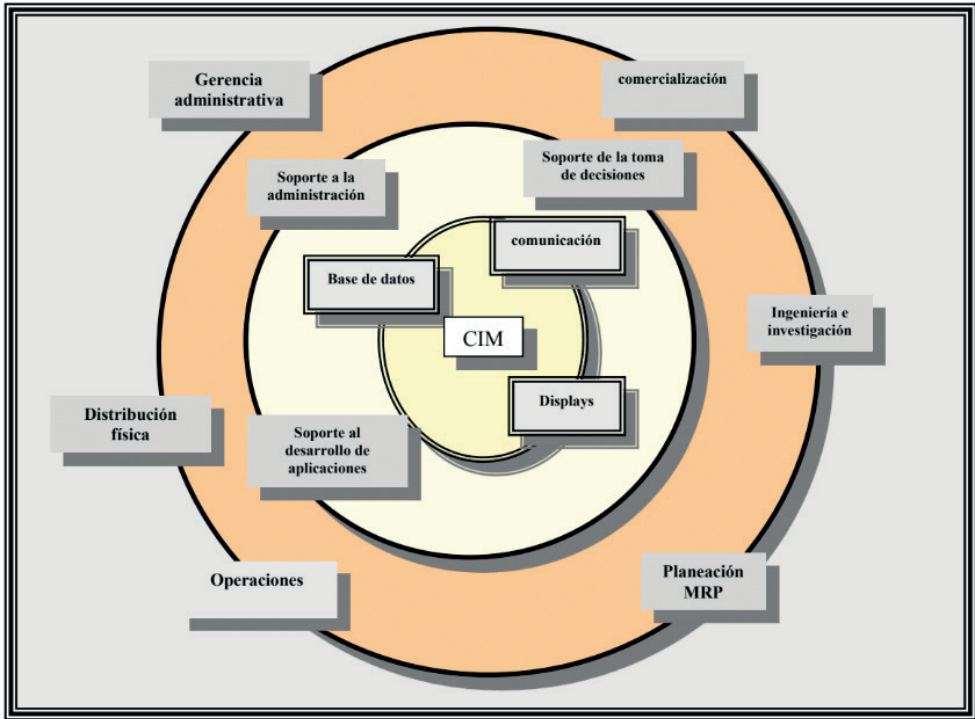 Gerencia
administrativa
comercialización
Soporte a la
administración
Soporte de la toma
de decisiones
comunicación
Base de datos
CIM
Ingeniería e
investigación
Displays
Distribución
física
Soporte al
desarrollo de
aplicaciones
Operaciones
Planeación
MRP